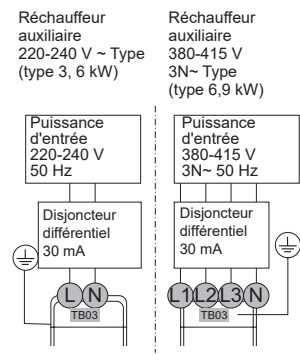 Réchauffeur
auxiliaire
220-240 V ~ Type
(type 3, 6 kW)
Puissance
d'entrée
220-240 V
50 Hz
Disjoncteur
différentiel
30 mA
L N
TB03
Réchauffeur
auxiliaire
380-415 V
3N~ Type
(type 6,9 kW)
Puissance
d'entrée
380-415 V
3N~ 50 Hz
Disjoncteur
différentiel
30 mA
L1 L2 L3 N
TB03